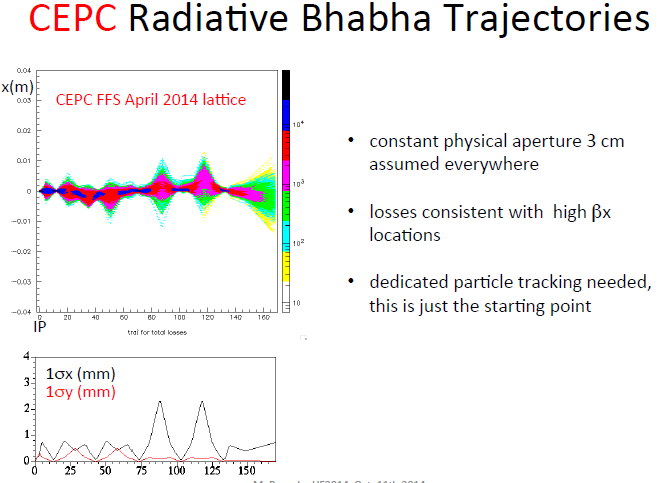 CEPC Radiative Bhabha Trajectories
x(m)
CEPC FFS April 2014 lattice
0.04
0.03
0.02
0.01
0
−0.01
−0.02
−0.03
−0.04
0 20 40 60 80 100 120 140 160
IP
traj for total losses
10⁴
10³
10²
10
• constant physical aperture 3 cm
assumed everywhere
• losses consistent with high βx
locations
• dedicated particle tracking needed,
this is just the starting point
1σx (mm)
1σy (mm)
4
3
2
1
0
0 25 50 75 100 125 150